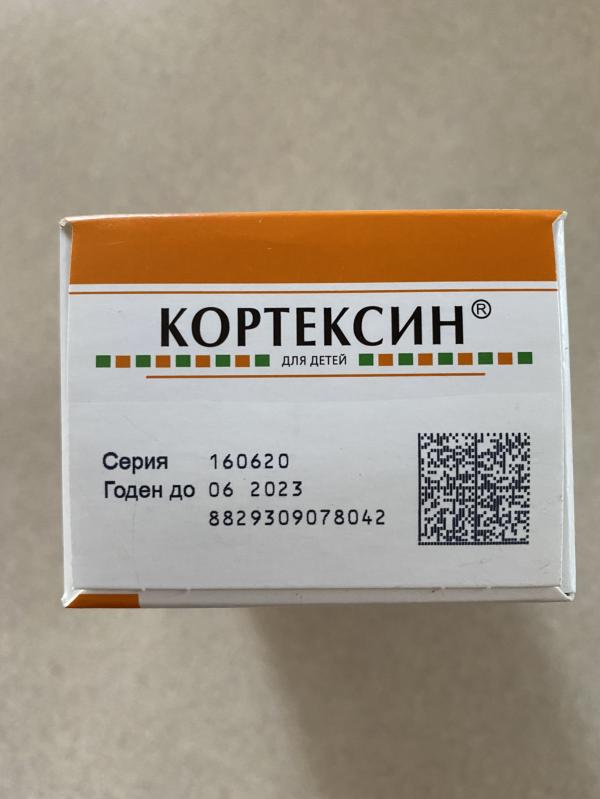 КОРТЕКСИН®
ДЛЯ ДЕТЕЙ
Серия 160620
Годен до 06 2023
8829309078042